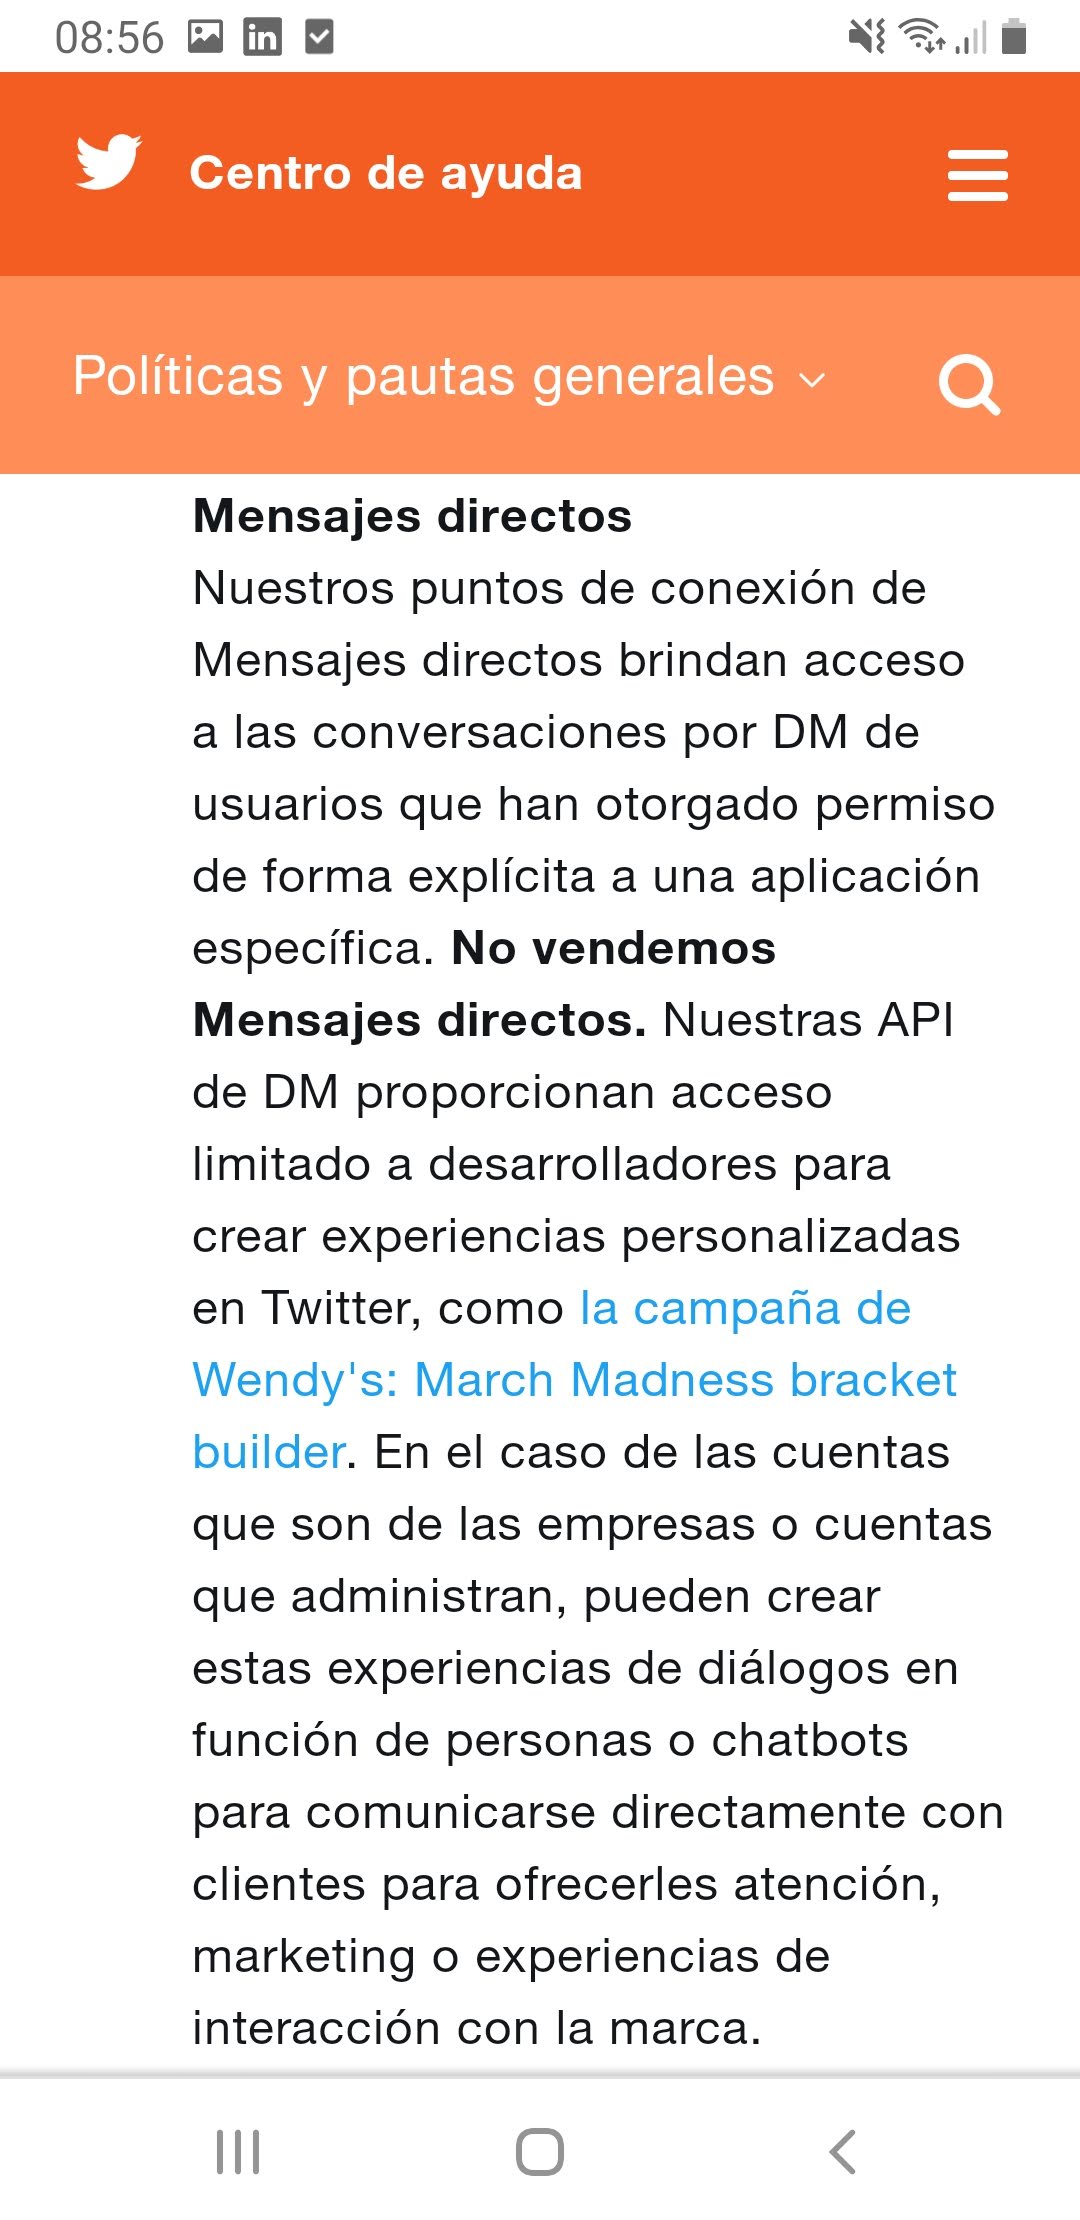 08:56
Centro de ayuda
Políticas y pautas generales
Mensajes directos
Nuestros puntos de conexión de
Mensajes directos brindan acceso
a las conversaciones por DM de
usuarios que han otorgado permiso
de forma explícita a una aplicación
específica. No vendemos
Mensajes directos. Nuestras API
de DM proporcionan acceso
limitado a desarrolladores para
crear experiencias personalizadas
en Twitter, como la campaña de
Wendy's: March Madness bracket
builder. En el caso de las cuentas
que son de las empresas o cuentas
que administran, pueden crear
estas experiencias de diálogos en
función de personas o chatbots
para comunicarse directamente con
clientes para ofrecerles atención,
marketing o experiencias de
interacción con la marca.